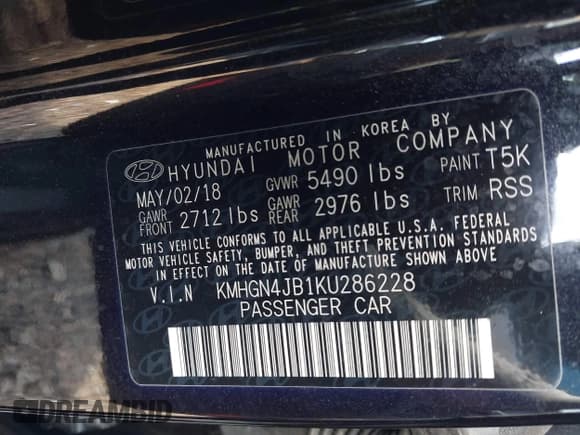 MANUFACTURED IN KOREA BY
HYUNDAI MOTOR COMPANY
MAY/02/18 GVWR 5490 lbs PAINT T5K
GAWR FRONT 2712 lbs GAWR REAR 2976 lbs TRIM RSS
THIS VEHICLE CONFORMS TO ALL APPLICABLE U.S.A. FEDERAL
MOTOR VEHICLE SAFETY, BUMPER, AND THEFT PREVENTION STANDARDS
IN EFFECT ON THE DATE OF MANUFACTURE SHOWN ABOVE
V.I.N KMHGN4JB1KU286228
PASSENGER CAR
DREAMBID